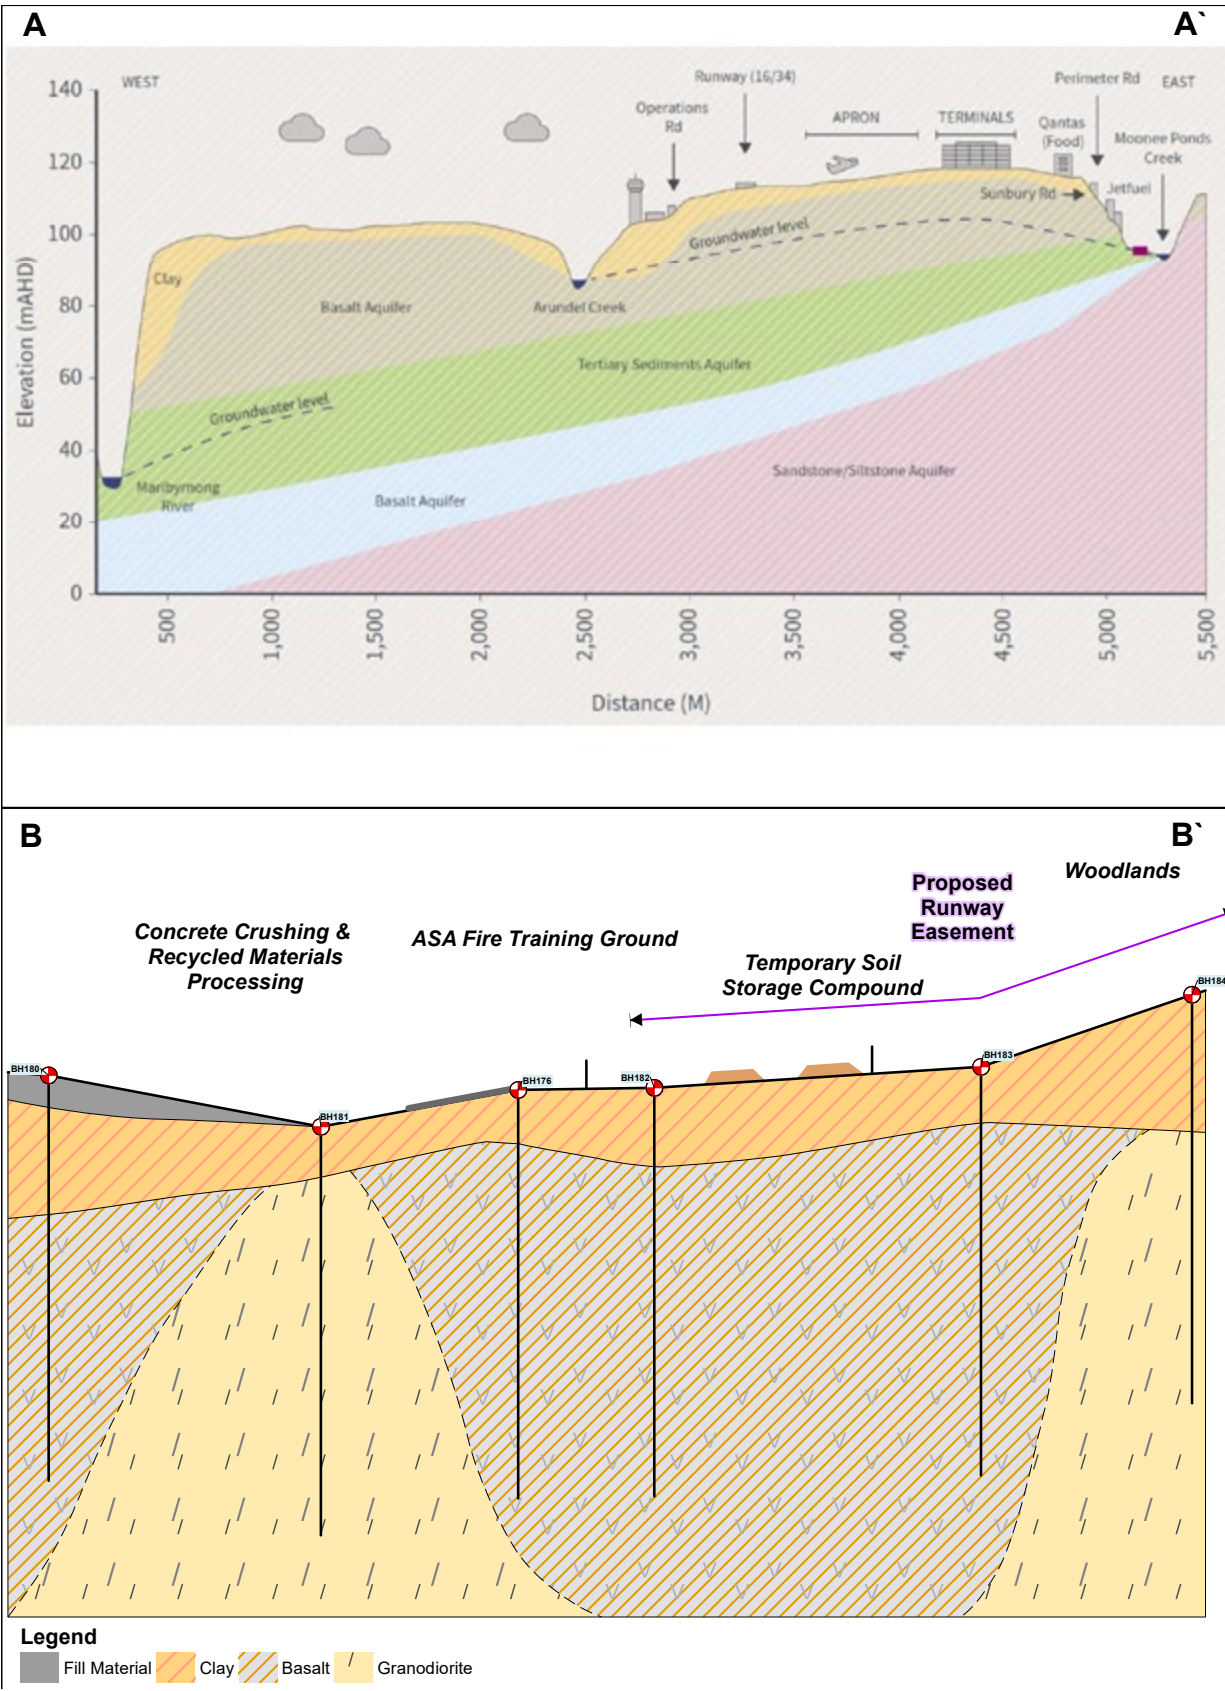 A
A`
WEST
EAST
Runway (16/34)
Operations
Rd
APRON
TERMINALS
Qantas
(Food)
Perimeter Rd
Moonee Ponds
Creek
Sunbury Rd
Jetfuel
Groundwater level
Clay
Basalt Aquifer
Arundel Creek
Tertiary Sediments Aquifer
Groundwater level
Maribyrnong
River
Basalt Aquifer
Sandstone/Siltstone Aquifer
Elevation (mAHD)
140
120
100
80
60
40
20
0
500
1,000
1,500
2,000
2,500
3,000
3,500
4,000
4,500
5,000
5,500
Distance (M)
B
B`
Woodlands
Proposed
Runway
Easement
Concrete Crushing &
Recycled Materials
Processing
ASA Fire Training Ground
Temporary Soil
Storage Compound
BH180
BH181
BH176
BH182
BH183
BH184
Legend
Fill Material
Clay
Basalt
Granodiorite